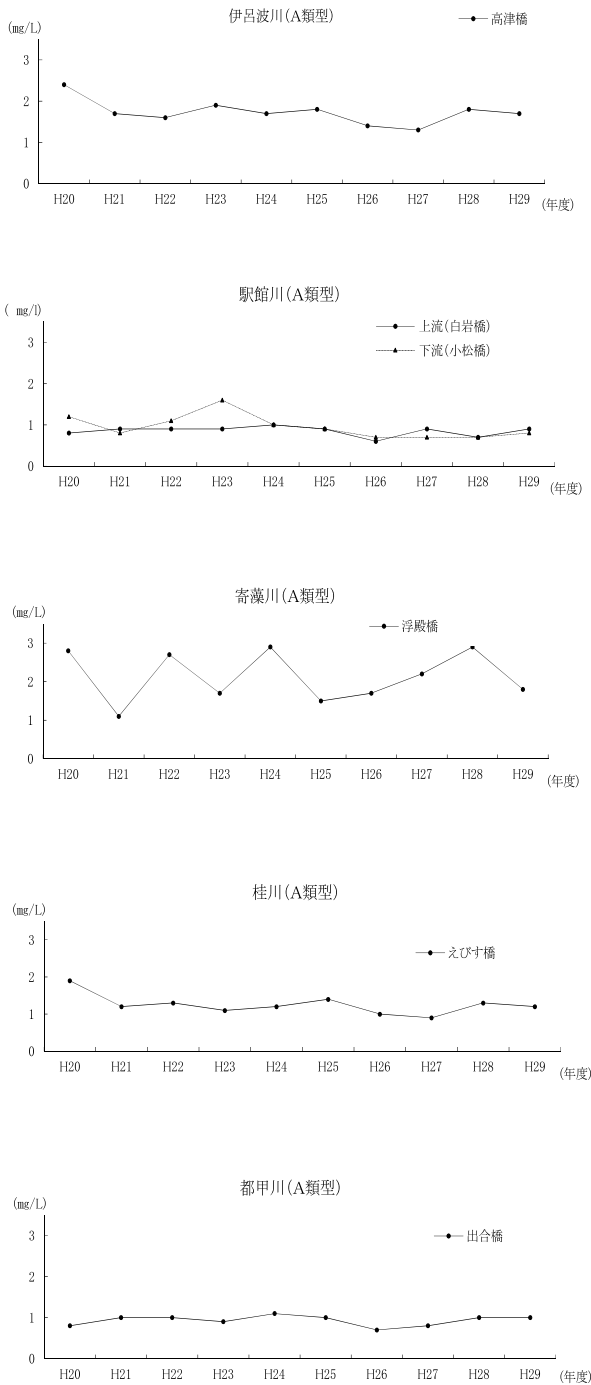 伊呂波川(A類型)
(mg/L)
高津橋
3
2
1
0
H20 H21 H22 H23 H24 H25 H26 H27 H28 H29
(年度)
駅館川(A類型)
( mg/l)
上流(白岩橋)
下流(小松橋)
3
2
1
0
H20 H21 H22 H23 H24 H25 H26 H27 H28 H29
(年度)
寄藻川(A類型)
(mg/L)
浮殿橋
3
2
1
0
H20 H21 H22 H23 H24 H25 H26 H27 H28 H29
(年度)
桂川(A類型)
(mg/L)
えびす橋
3
2
1
0
H20 H21 H22 H23 H24 H25 H26 H27 H28 H29
(年度)
都甲川(A類型)
(mg/L)
出合橋
3
2
1
0
H20 H21 H22 H23 H24 H25 H26 H27 H28 H29
(年度)